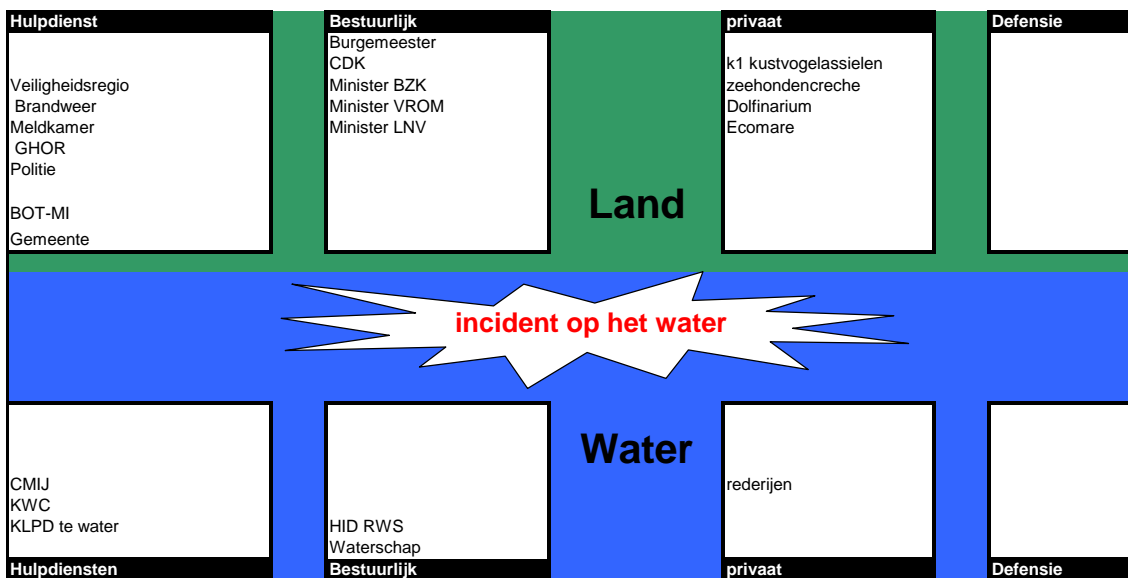 Hulpdienst
Veiligheidsregio
Brandweer
Meldkamer
GHOR
Politie
BOT-MI
Gemeente
Bestuurlijk
Burgemeester
CDK
Minister BZK
Minister VROM
Minister LNV
Land
privaat
k1 kustvogelassielen
zeehondencreche
Dolfinarium
Ecomare
Defensie
incident op het water
CMIJ
KWC
KLPD te water
Hulpdiensten
HID RWS
Waterschap
Bestuurlijk
Water
rederijen
privaat
Defensie